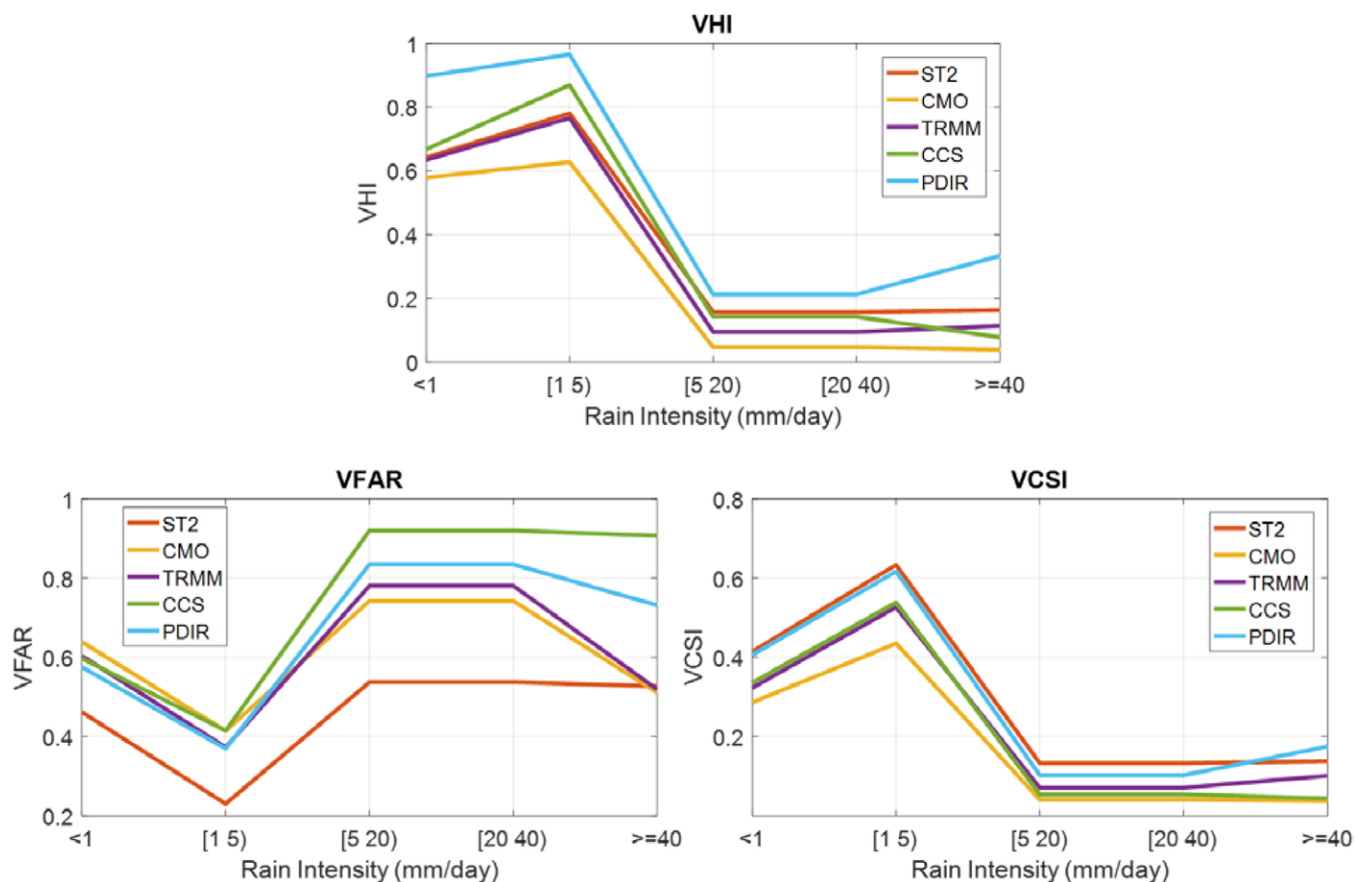 VHI
1
0.8
0.6
0.4
0.2
0
VHI
ST2
CMO
TRMM
CCS
PDIR
<1
[1 5)
[5 20)
[20 40)
>=40
Rain Intensity (mm/day)
VFAR
1
0.8
0.6
0.4
0.2
VFAR
ST2
CMO
TRMM
CCS
PDIR
<1
[1 5)
[5 20)
[20 40)
>=40
Rain Intensity (mm/day)
VCSI
0.8
0.6
0.4
0.2
VCSI
ST2
CMO
TRMM
CCS
PDIR
<1
[1 5)
[5 20)
[20 40)
>=40
Rain Intensity (mm/day)